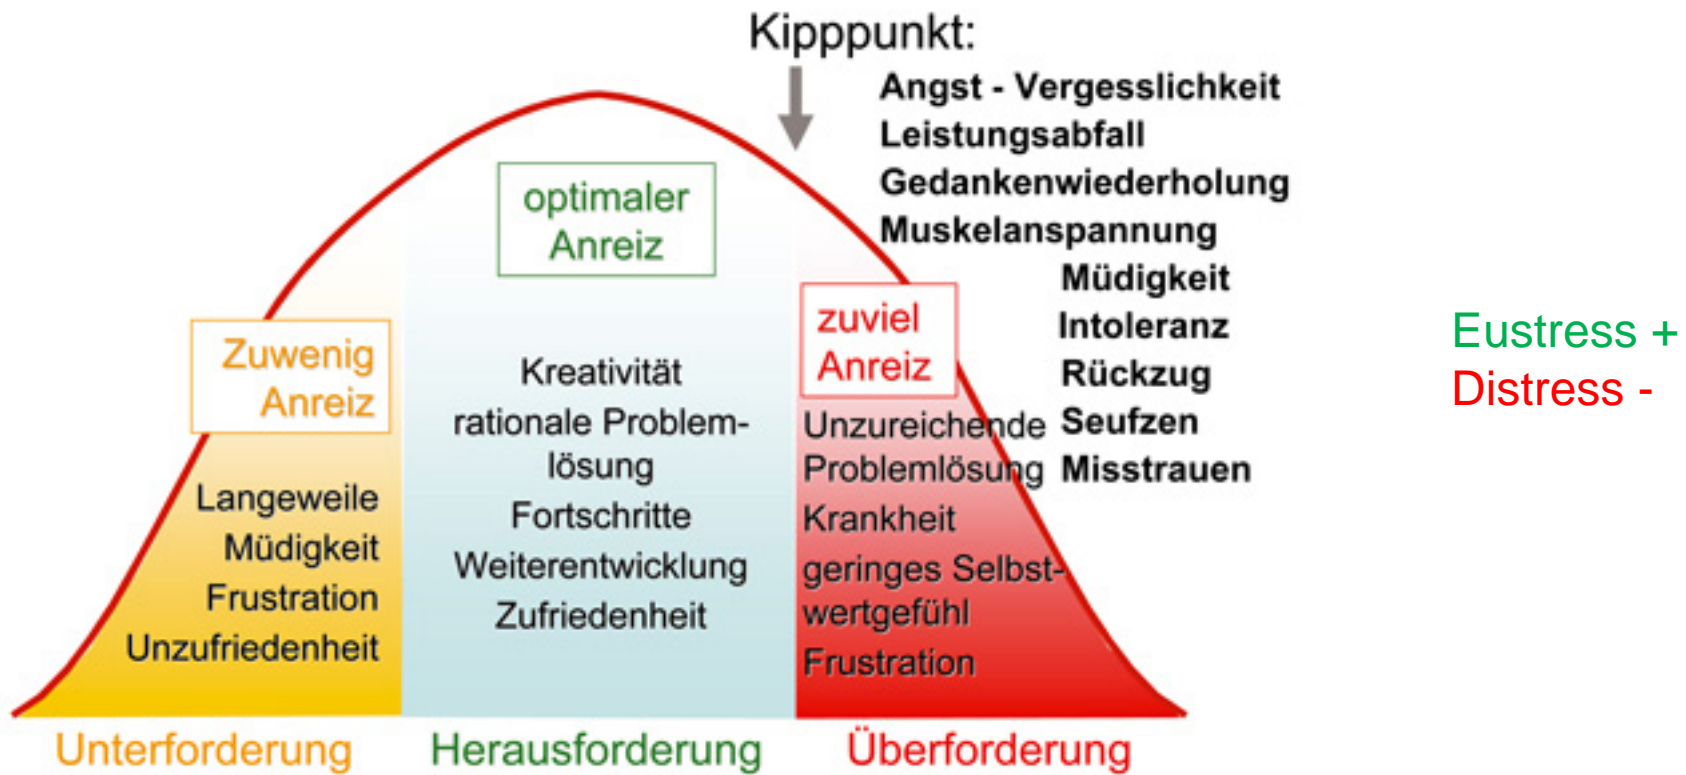 Kipppunkt:
Angst - Vergesslichkeit
Leistungsabfall
Gedankenwiederholung
Muskelanspannung
Müdigkeit
Intoleranz
Rückzug
Seufzen
Misstrauen
optimaler
Anreiz
Zuwenig
Anreiz
zuviel
Anreiz
Langeweile
Müdigkeit
Frustration
Unzufriedenheit
Kreativität
rationale Problem-
lösung
Fortschritte
Weiterentwicklung
Zufriedenheit
Unzureichende
Problemlösung
Krankheit
geringes Selbst-
wertgefühl
Frustration
Unterforderung
Herausforderung
Überforderung
Eustress +
Distress -